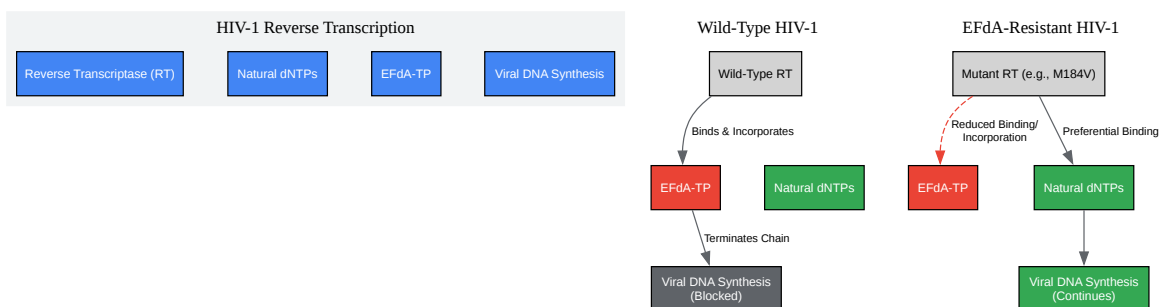 HIV-1 Reverse Transcription
Reverse Transcriptase (RT)
Natural dNTPs
EFdA-TP
Viral DNA Synthesis
Wild-Type HIV-1
Wild-Type RT
Binds & Incorporates
EFdA-TP
Natural dNTPs
Terminates Chain
Viral DNA Synthesis
(Blocked)
EFdA-Resistant HIV-1
Mutant RT (e.g., M184V)
Reduced Binding/
Incorporation
Preferential Binding
EFdA-TP
Natural dNTPs
Viral DNA Synthesis
(Continues)